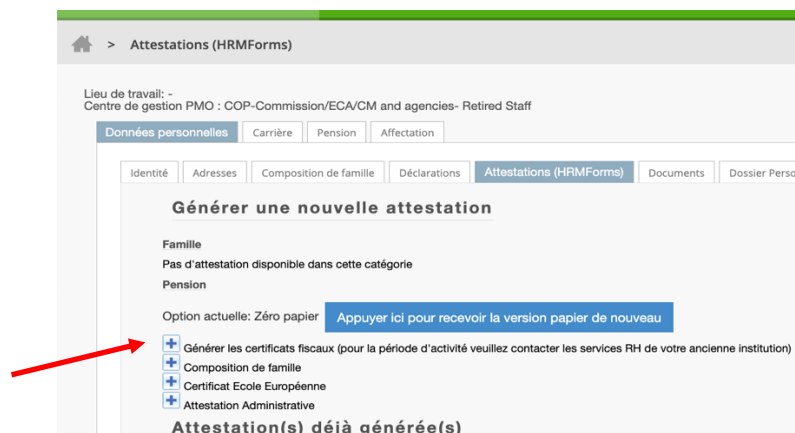 > Attestations (HRMForms)
Lieu de travail: -
Centre de gestion PMO : COP-Commission/ECA/CM and agencies- Retired Staff
Données personnelles Carrière Pension Affectation
Identité Adresses Composition de famille Déclarations Attestations (HRMForms) Documents Dossier Perso
Générer une nouvelle attestation
Famille
Pas d'attestation disponible dans cette catégorie
Pension
Option actuelle: Zéro papier Appuyer ici pour recevoir la version papier de nouveau
Générer les certificats fiscaux (pour la période d'activité veuillez contacter les services RH de votre ancienne institution)
Composition de famille
Certificat Ecole Européenne
Attestation Administrative
Attestation(s) déjà générée(s)